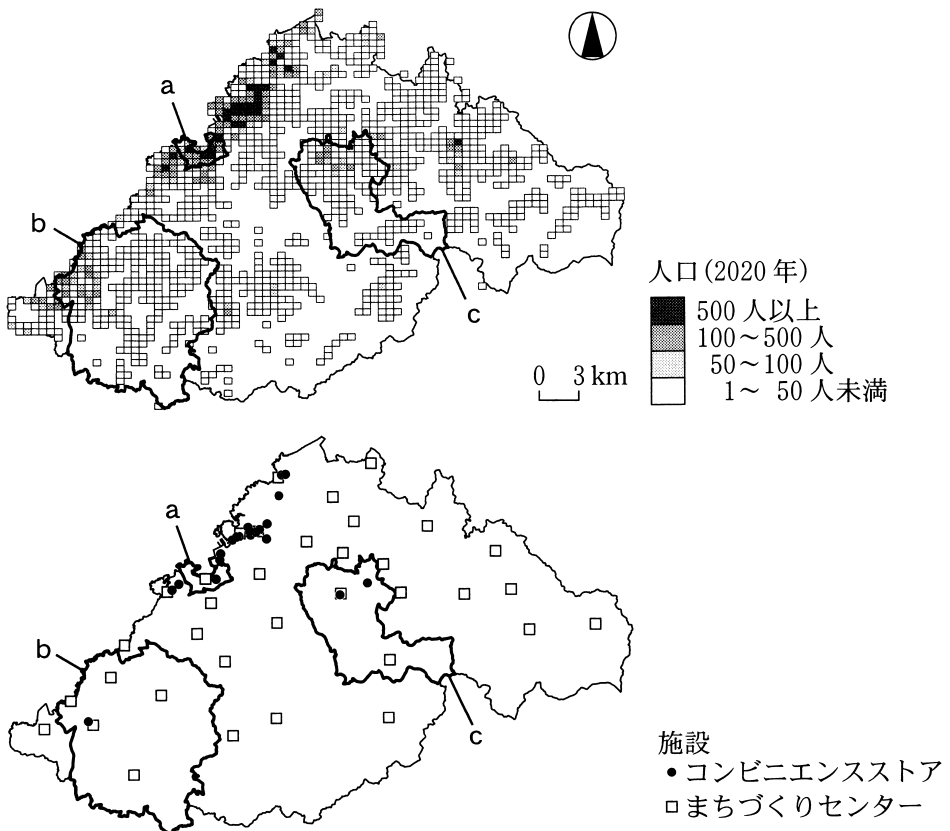 a
b
c
人口(2020年)
500人以上
100～500人
50～100人
1～ 50人未満
0 3km
a
b
c
施設
コンビニエンスストア
まちづくりセンター